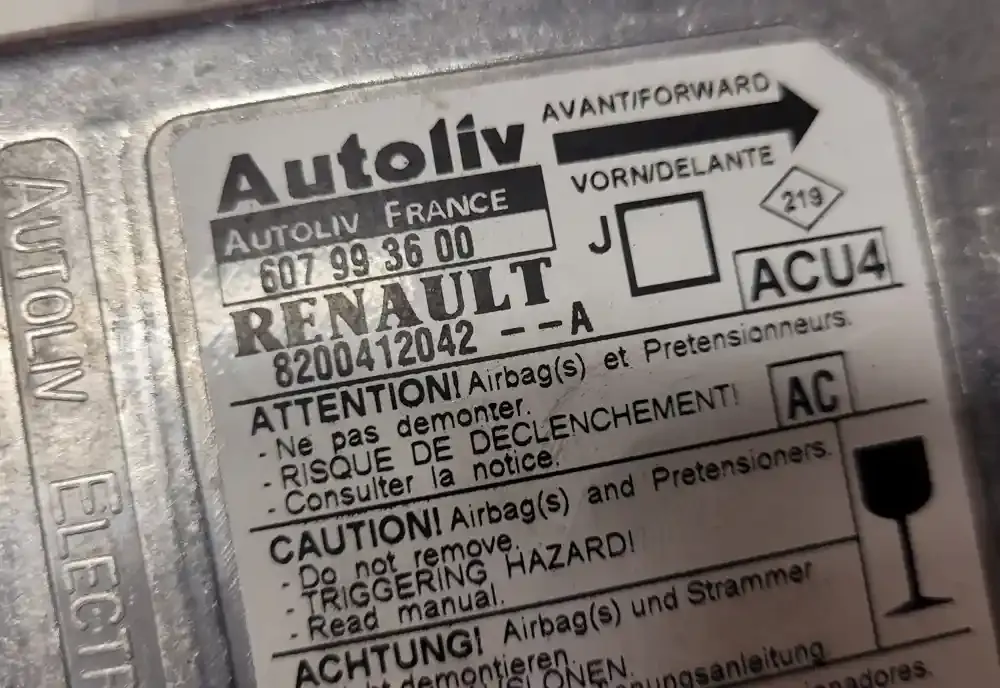 AUTOLIV ELECTR
Autoliv
AUTOLIV FRANCE
607 99 36 00
RENAULT
8200412042 --A
AVANT/FORWARD
VORN/DELANTE
J
219
ACU4
ATTENTION! Airbag(s) et Pretensionneurs.
- Ne pas demonter.
- RISQUE DE DECLENCHEMENT!
- Consulter la notice.
AC
CAUTION! Airbag(s) and Pretensioners.
- Do not remove.
- TRIGGERING HAZARD!
- Read manual.
ACHTUNG! Airbag(s) und Strammer
demontieren.